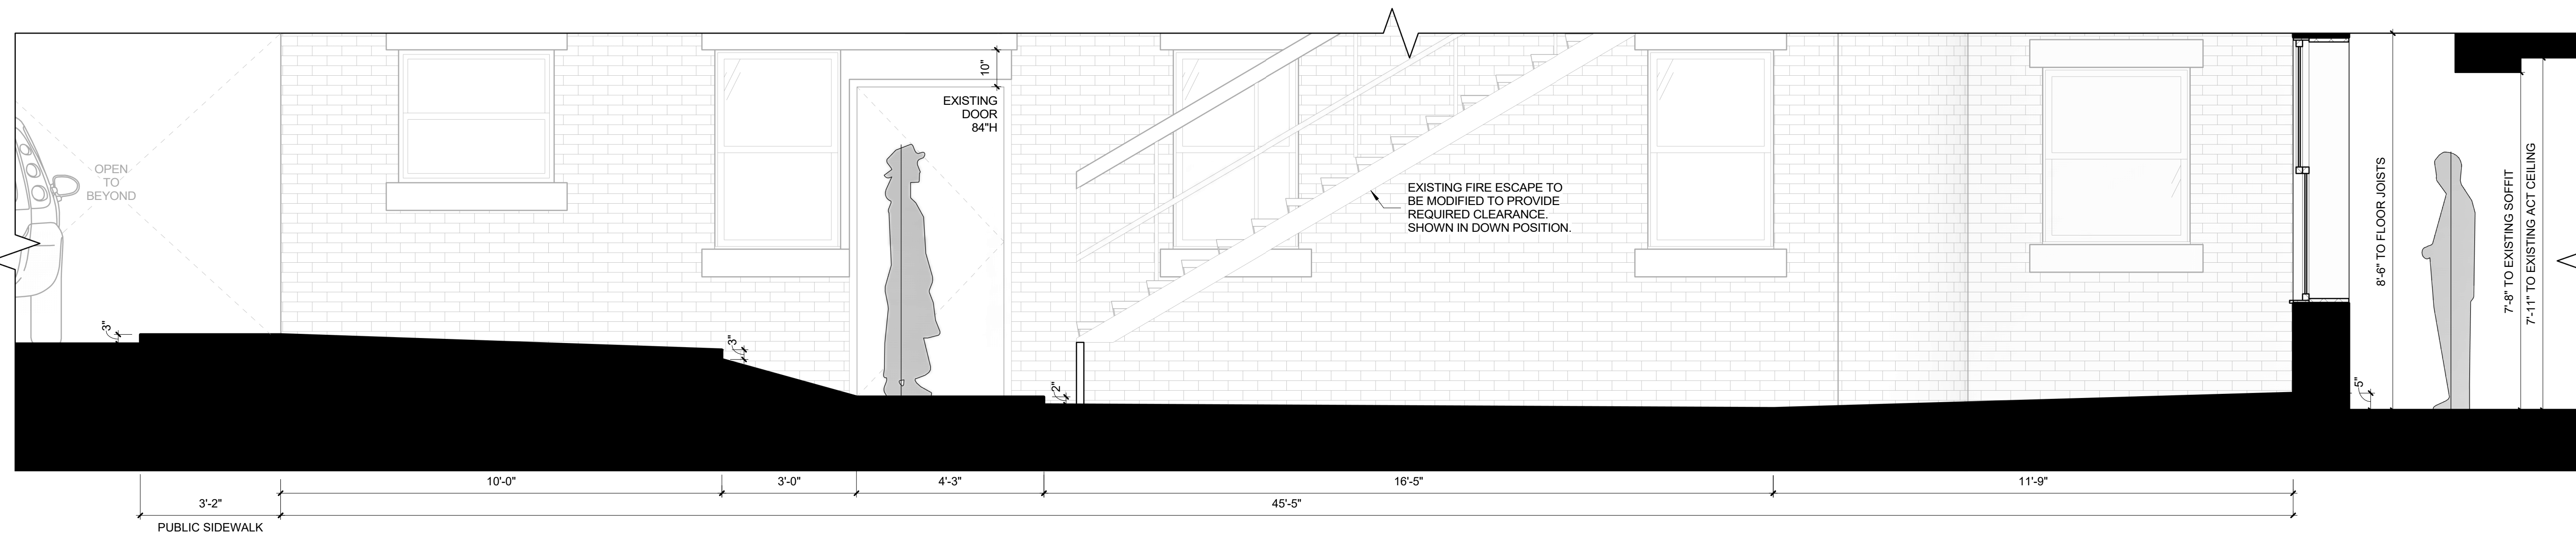 10"
EXISTING
DOOR
84"H
OPEN
TO
BEYOND
EXISTING FIRE ESCAPE TO
BE MODIFIED TO PROVIDE
REQUIRED CLEARANCE.
SHOWN IN DOWN POSITION.
8'-6" TO FLOOR JOISTS
7'-8" TO EXISTING SOFFIT
7'-11" TO EXISTING ACT CEILING
3"
3"
2"
5"
10'-0"
3'-0"
4'-3"
16'-5"
11'-9"
3'-2"
45'-5"
PUBLIC SIDEWALK